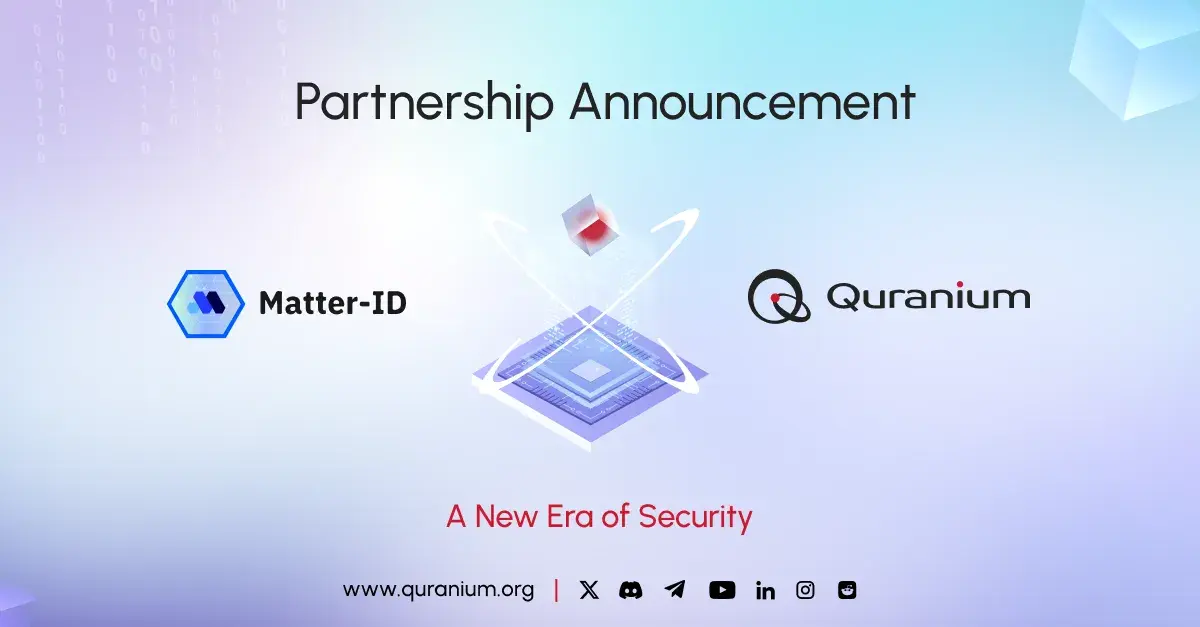 Partnership Announcement
Matter-ID
Quranium
A New Era of Security
www.quranium.org |